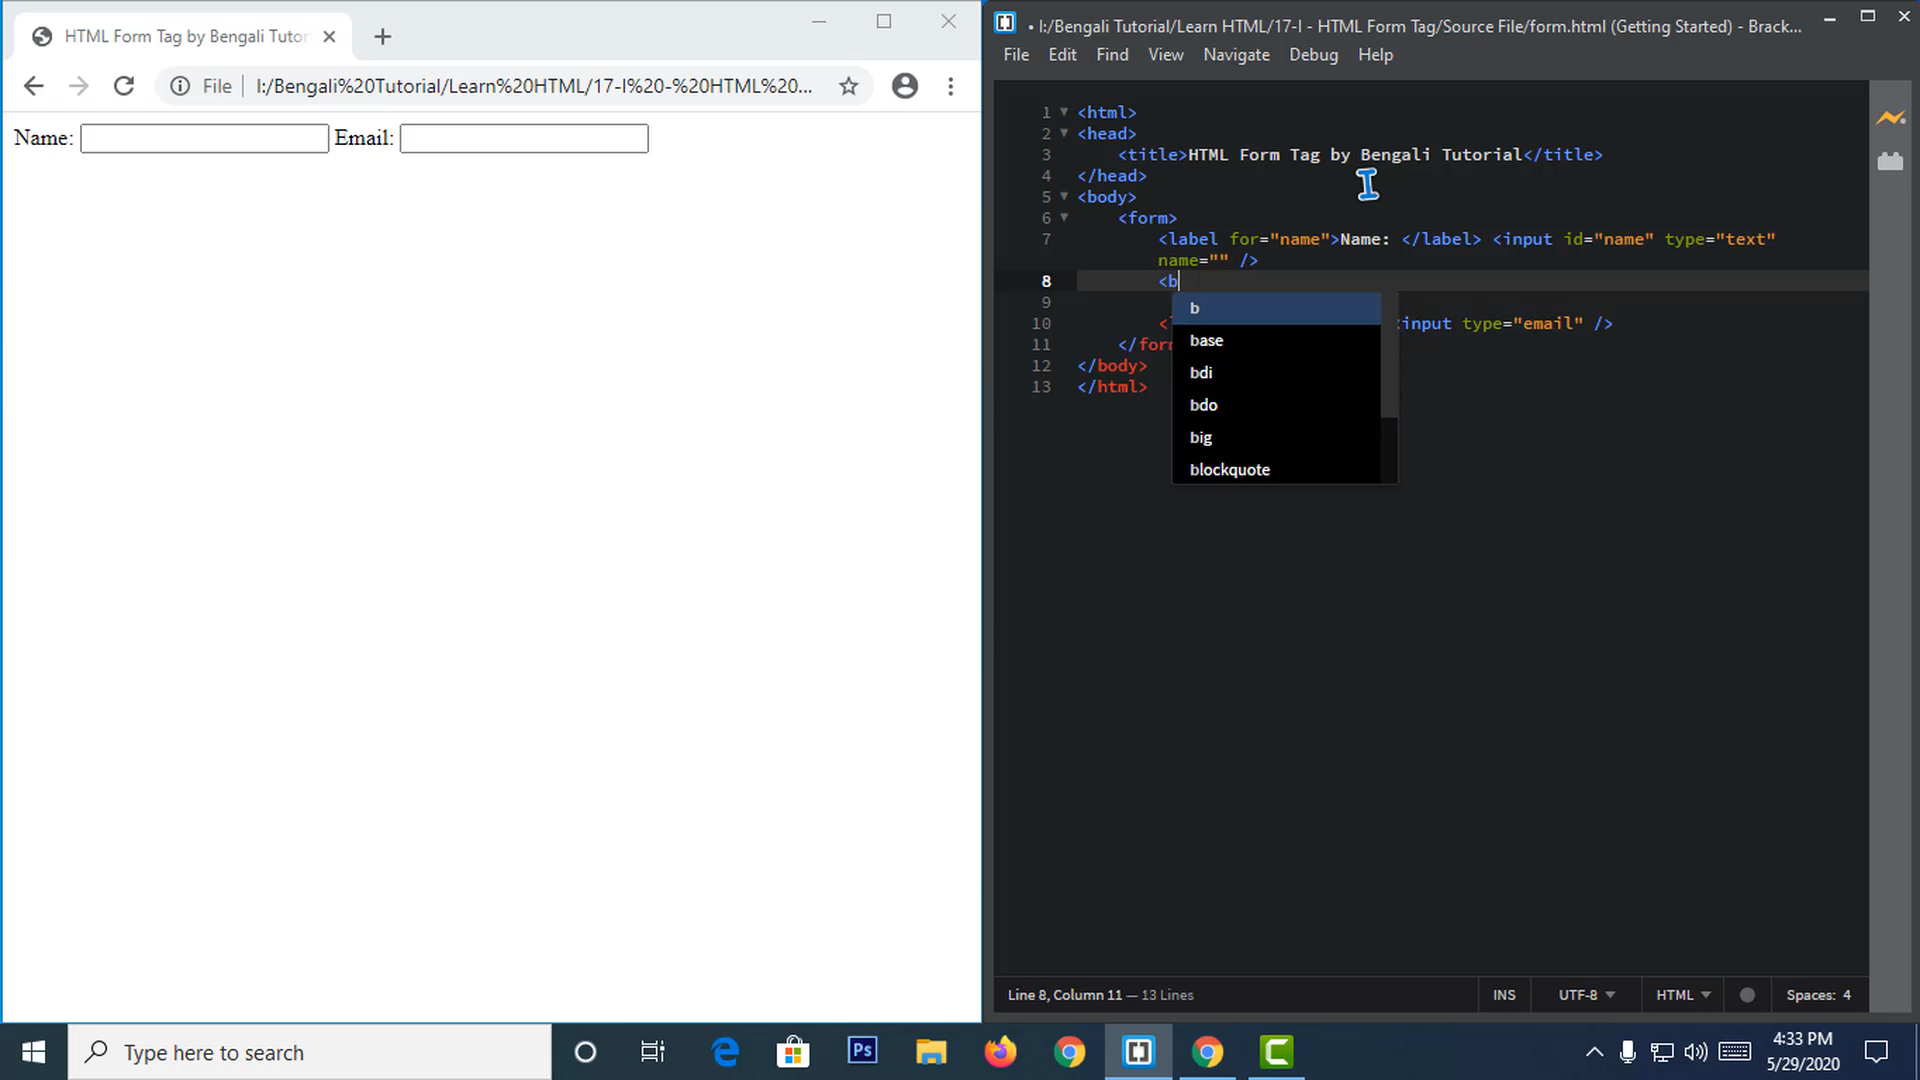 HTML Form Tag by Bengali Tutor
File
I:/Bengali%20Tutorial/Learn%20HTML/17-I%20-%20HTML%20...
Name:
Email:
• I:/Bengali Tutorial/Learn HTML/17-I - HTML Form Tag/Source File/form.html (Getting Started) - Brack...
File Edit Find View Navigate Debug Help
1 <html>
2 <head>
3 <title>HTML Form Tag by Bengali Tutorial</title>
4 </head>
5 <body>
6 <form>
7 <label for="name">Name: </label> <input id="name" type="text"
name="" />
8 <b
9
10 < input type="email" />
11 </form
12 </body>
13 </html>
b
base
bdi
bdo
big
blockquote
Line 8, Column 11 — 13 Lines
INS
UTF-8
HTML
Spaces: 4
Type here to search
Ps
4:33 PM
5/29/2020